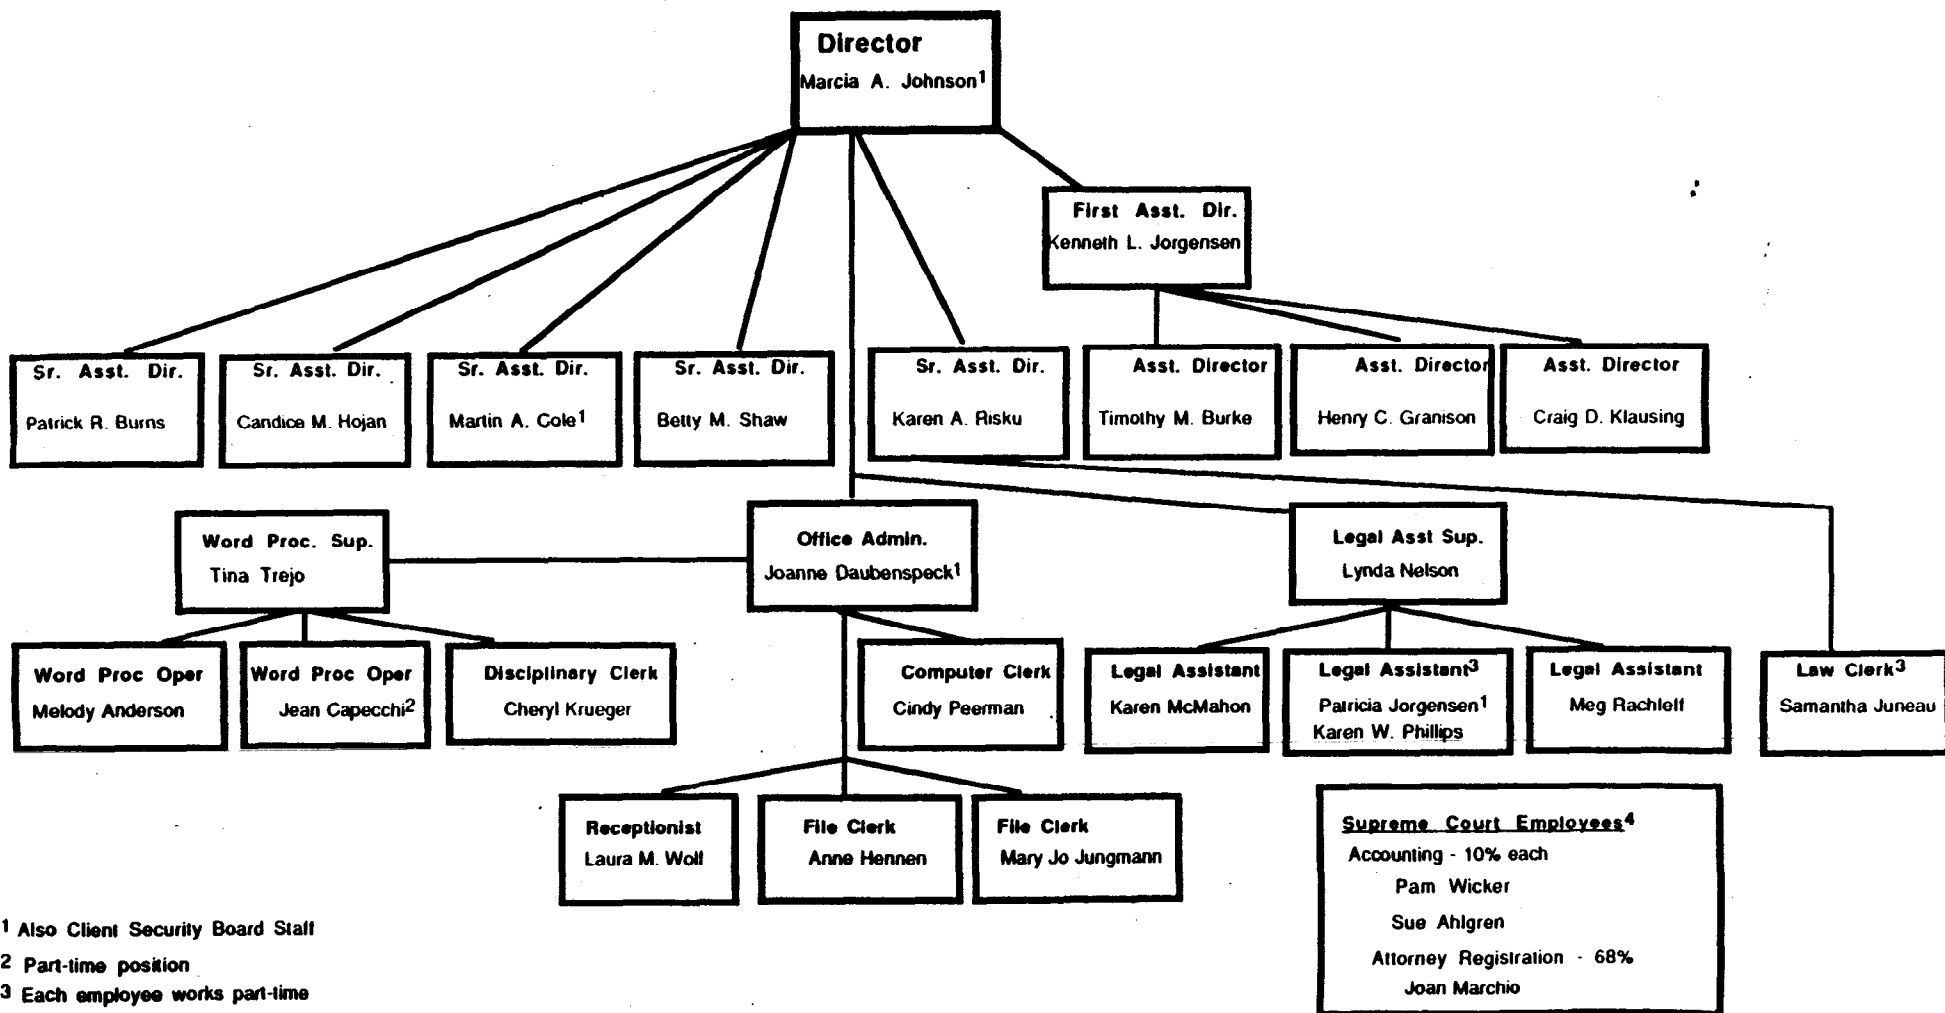 Director
Marcia A. Johnson1
First Asst. Dir.
Kenneth L. Jorgensen
Sr. Asst. Dir.
Patrick R. Burns
Sr. Asst. Dir.
Candice M. Hojan
Sr. Asst. Dir.
Martin A. Cole1
Sr. Asst. Dir.
Betty M. Shaw
Sr. Asst. Dir.
Karen A. Risku
Asst. Director
Timothy M. Burke
Asst. Director
Henry C. Granison
Asst. Director
Craig D. Klausing
Word Proc. Sup.
Tina Trejo
Office Admin.
Joanne Daubenspeck1
Legal Asst Sup.
Lynda Nelson
Word Proc Oper
Melody Anderson
Word Proc Oper
Jean Capecchi2
Disciplinary Clerk
Cheryl Krueger
Computer Clerk
Cindy Peerman
Legal Assistant
Karen McMahon
Legal Assistant3
Patricia Jorgensen1
Karen W. Phillips
Legal Assistant
Meg Rachleff
Law Clerk3
Samantha Juneau
Receptionist
Laura M. Wolf
File Clerk
Anne Hennen
File Clerk
Mary Jo Jungmann
Supreme Court Employees4
Accounting - 10% each
Pam Wicker
Sue Ahlgren
Attorney Registration - 68%
Joan Marchio
1 Also Client Security Board Staff
2 Part-time position
3 Each employee works part-time